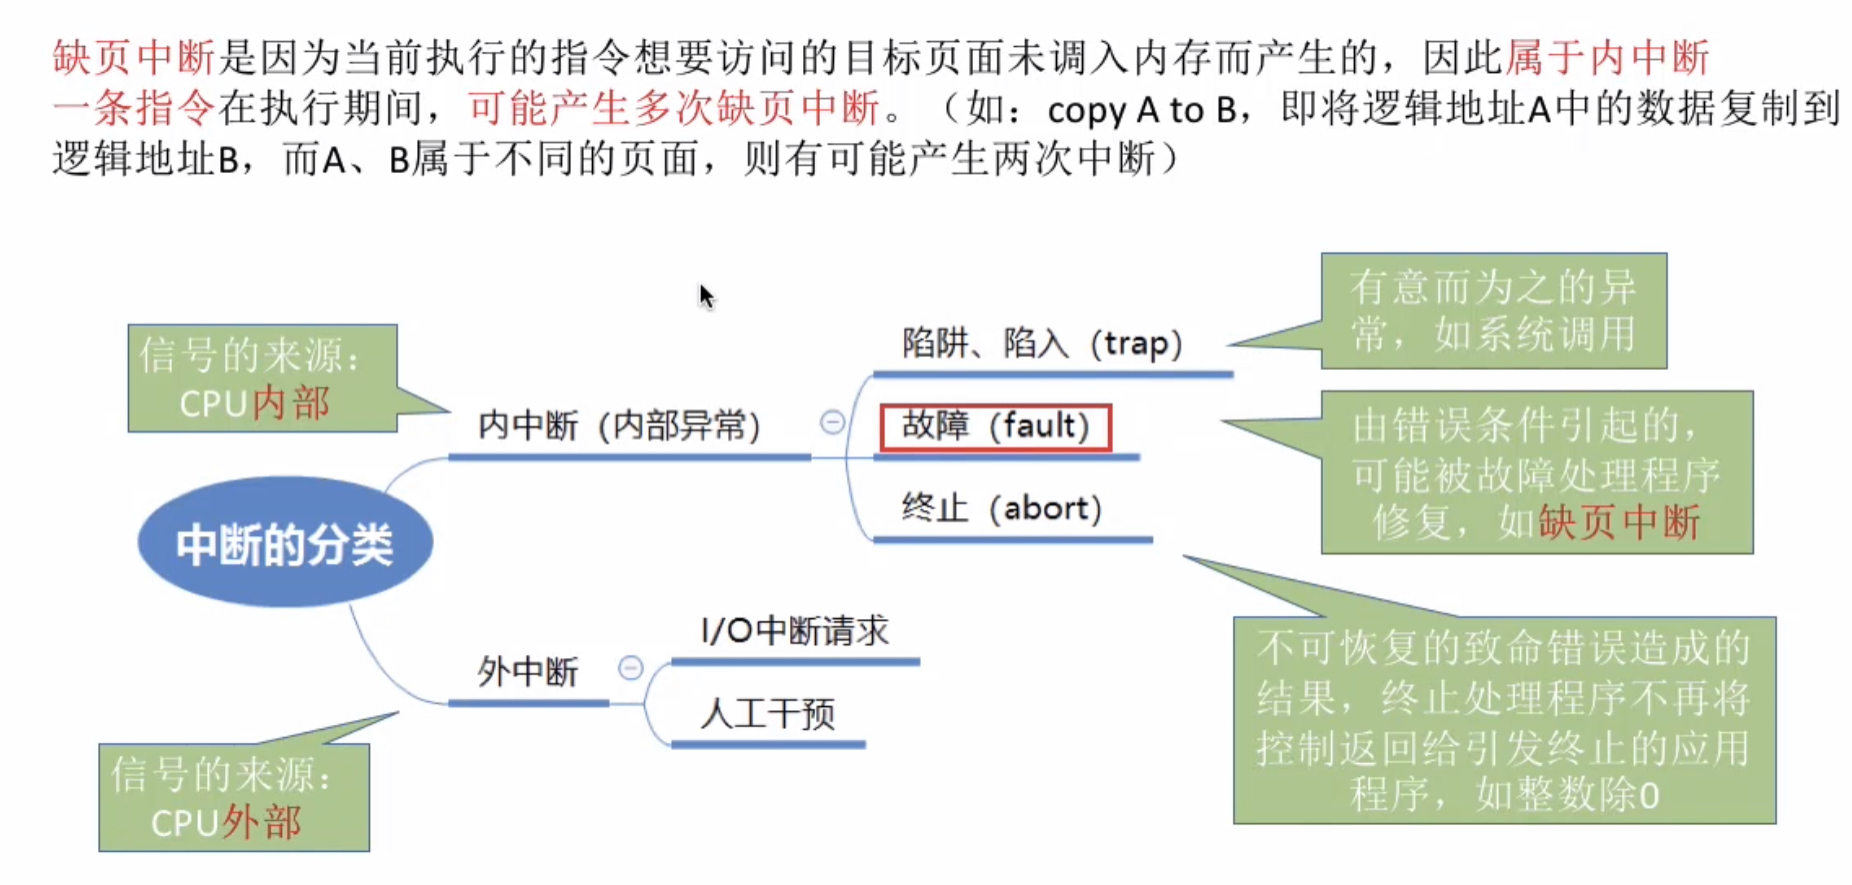 缺页中断是因为当前执行的指令想要访问的目标页面未调入内存而产生的，因此属于内中断
一条指令在执行期间，可能产生多次缺页中断。（如：copy A to B，即将逻辑地址A中的数据复制到
逻辑地址B，而A、B属于不同的页面，则有可能产生两次中断）
有意而为之的异
常，如系统调用
信号的来源：
CPU内部
陷阱、陷入（trap）
内中断（内部异常）
故障（fault）
由错误条件引起的，
可能被故障处理程序
修复，如缺页中断
终止（abort）
中断的分类
I/O中断请求
外中断
人工干预
不可恢复的致命错误造成的
结果，终止处理程序不再将
控制返回给引发终止的应用
程序，如整数除0
信号的来源：
CPU外部